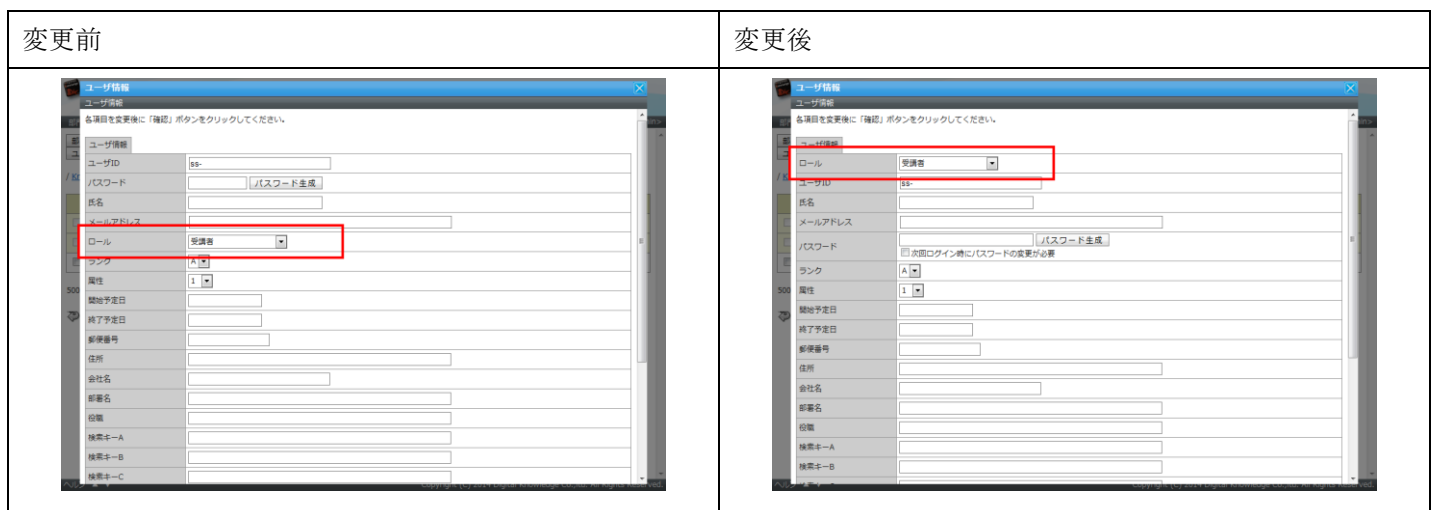 変更前
変更後
ユーザ情報
ユーザ情報
各項目を変更後に「確認」ボタンをクリックしてください。
ユーザ情報
ユーザID
ss-
パスワード
パスワード生成
氏名
メールアドレス
ロール
受講者
ランク
A
属性
1
開始予定日
終了予定日
郵便番号
住所
会社名
部署名
役職
検索キーA
検索キーB
検索キーC
ユーザ情報
ユーザ情報
各項目を変更後に「確認」ボタンをクリックしてください。
ユーザ情報
ロール
受講者
ユーザID
ss-
氏名
メールアドレス
パスワード
パスワード生成
次回ログイン時にパスワードの変更が必要
ランク
A
属性
1
開始予定日
終了予定日
郵便番号
住所
会社名
部署名
役職
検索キーA
検索キーB